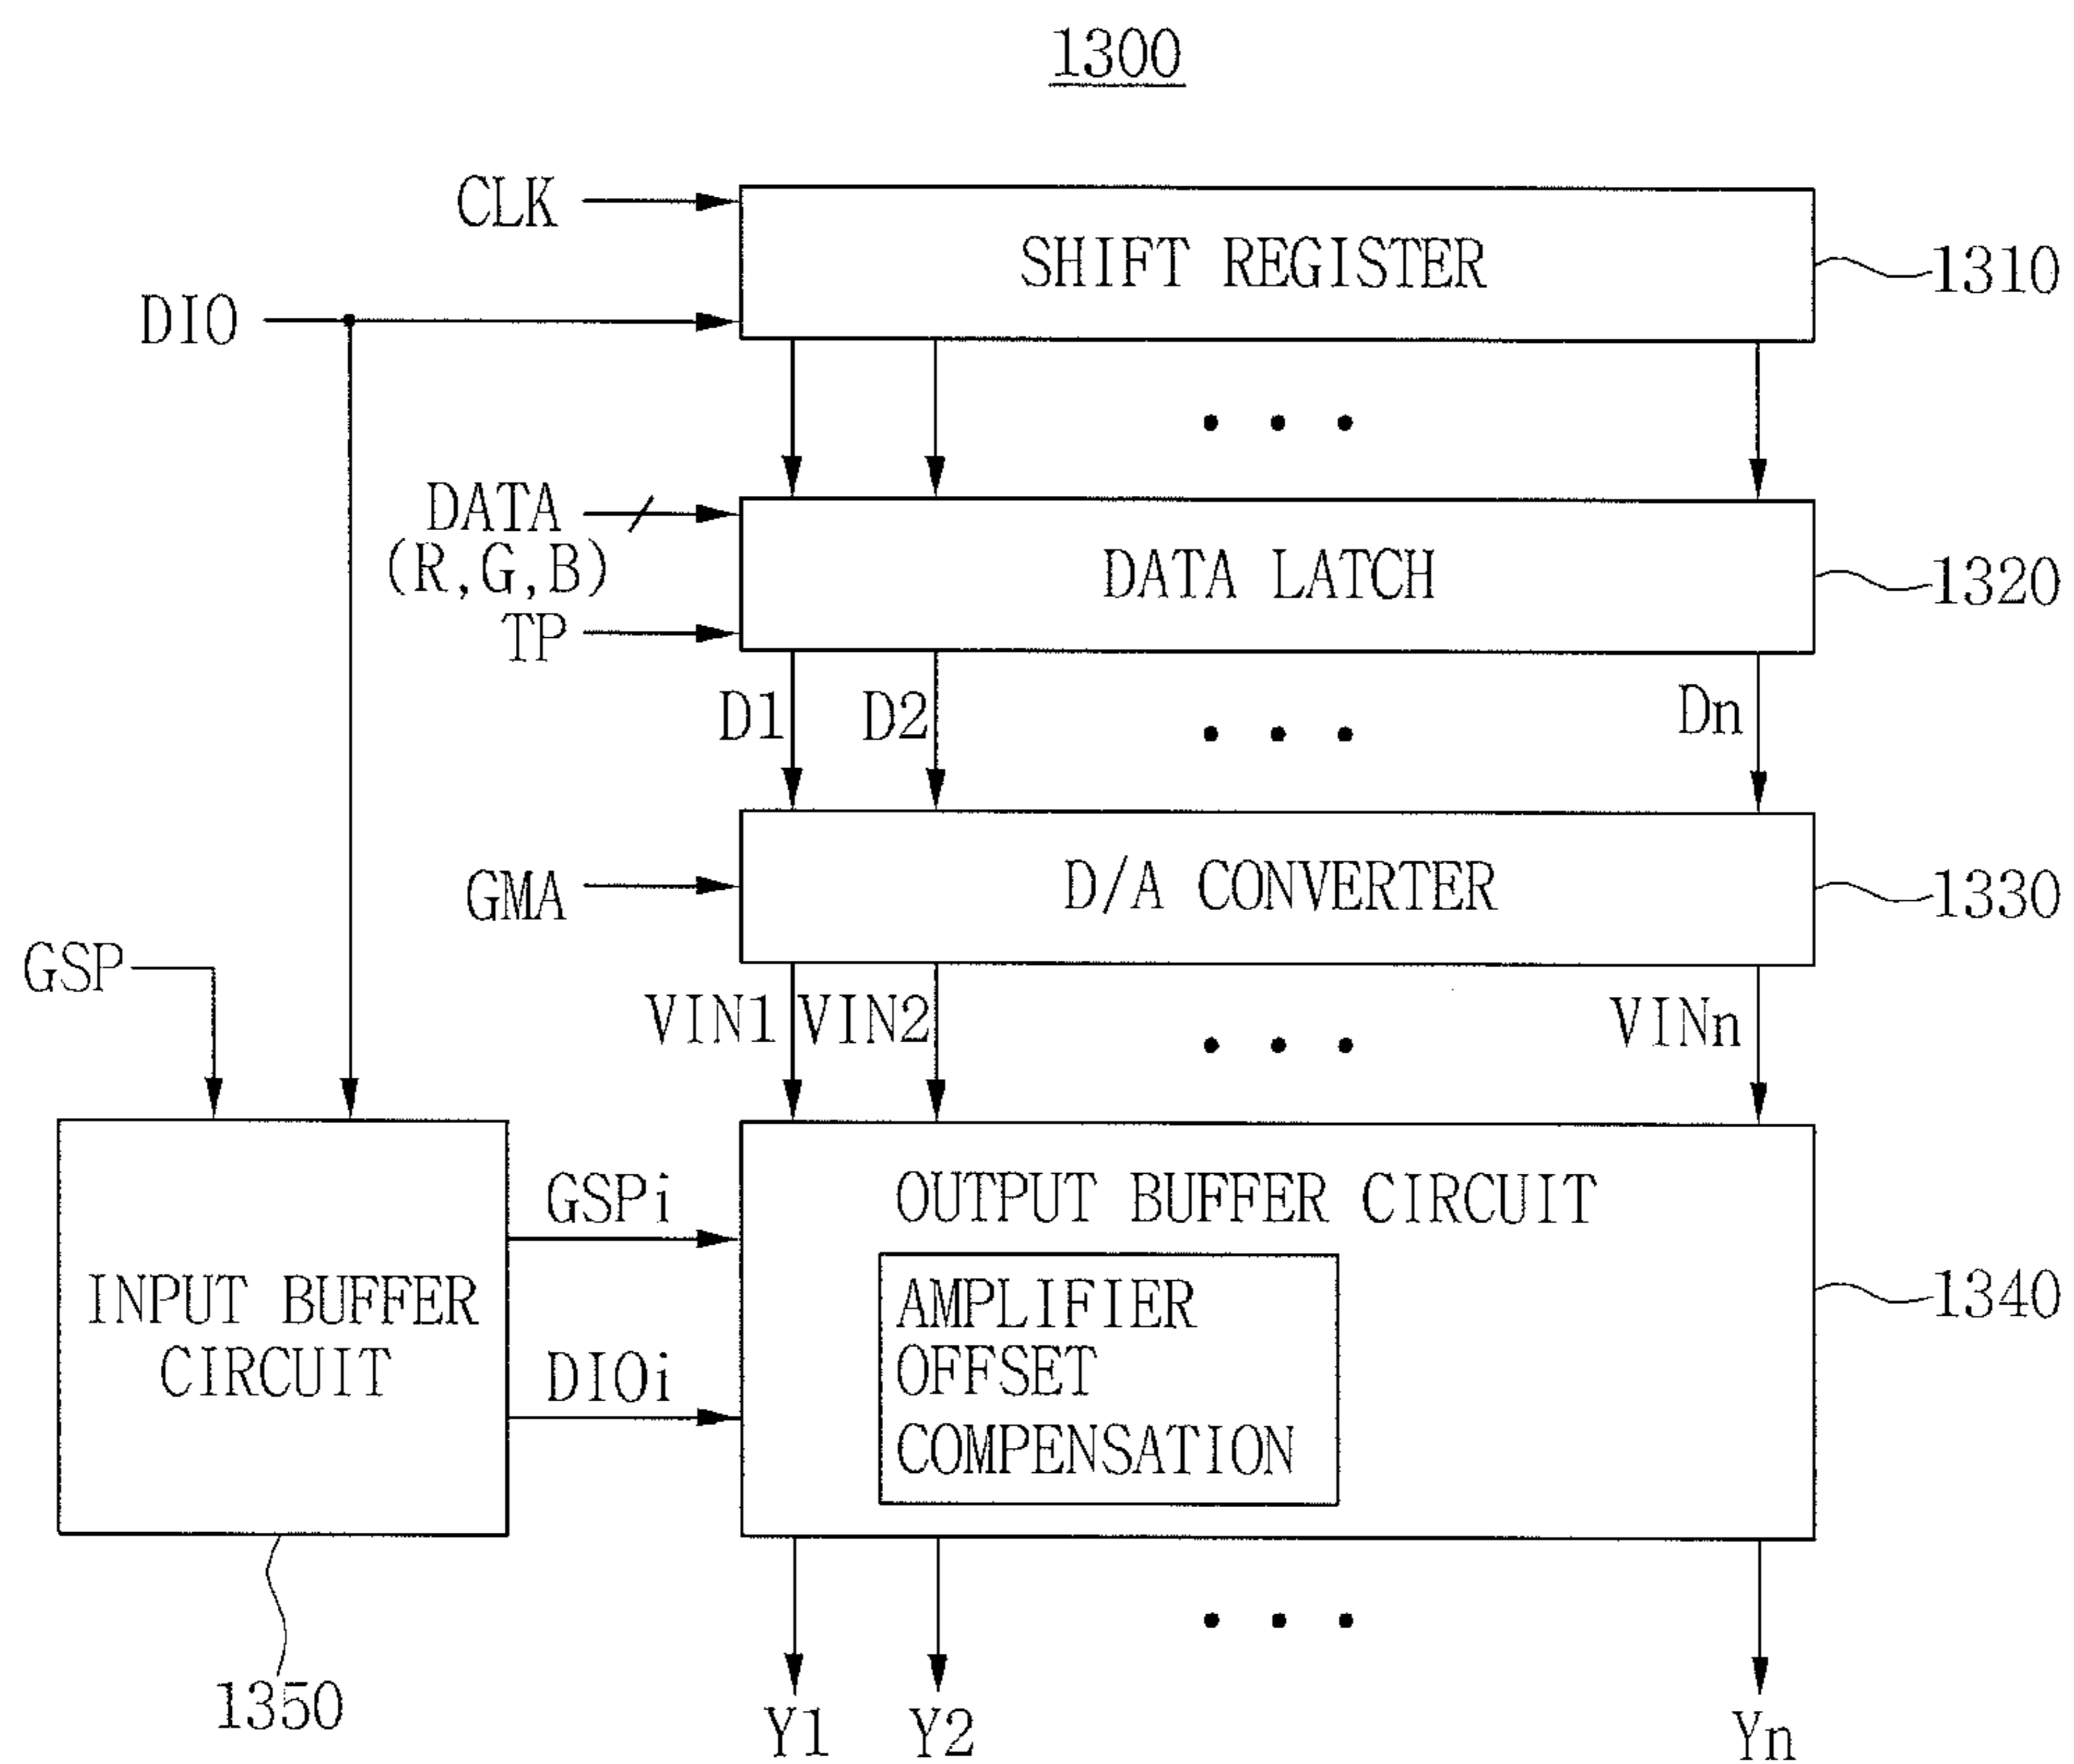 1300
CLK
SHIFT REGISTER
1310
DIO
DATA
(R,G,B)
TP
DATA LATCH
1320
D1
D2
Dn
GMA
D/A CONVERTER
1330
GSP
VIN1
VIN2
VINn
INPUT BUFFER
CIRCUIT
GSPi
DIOi
OUTPUT BUFFER CIRCUIT
AMPLIFIER
OFFSET
COMPENSATION
1340
1350
Y1
Y2
Yn